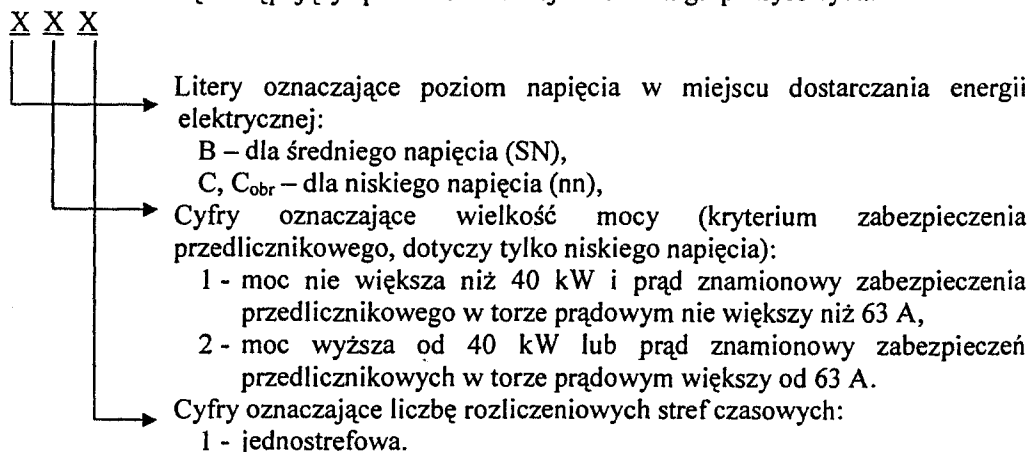 X X X
Litery oznaczające poziom napięcia w miejscu dostarczania energii
elektrycznej:
B – dla średniego napięcia (SN),
C, Cobr – dla niskiego napięcia (nn),
Cyfry oznaczające wielkość mocy (kryterium zabezpieczenia
przedlicznikowego, dotyczy tylko niskiego napięcia):
1 - moc nie większa niż 40 kW i prąd znamionowy zabezpieczenia
przedlicznikowego w torze prądowym nie większy niż 63 A,
2 - moc wyższa od 40 kW lub prąd znamionowy zabezpieczeń
przedlicznikowych w torze prądowym większy od 63 A.
Cyfry oznaczające liczbę rozliczeniowych stref czasowych:
1 - jednostrefowa.